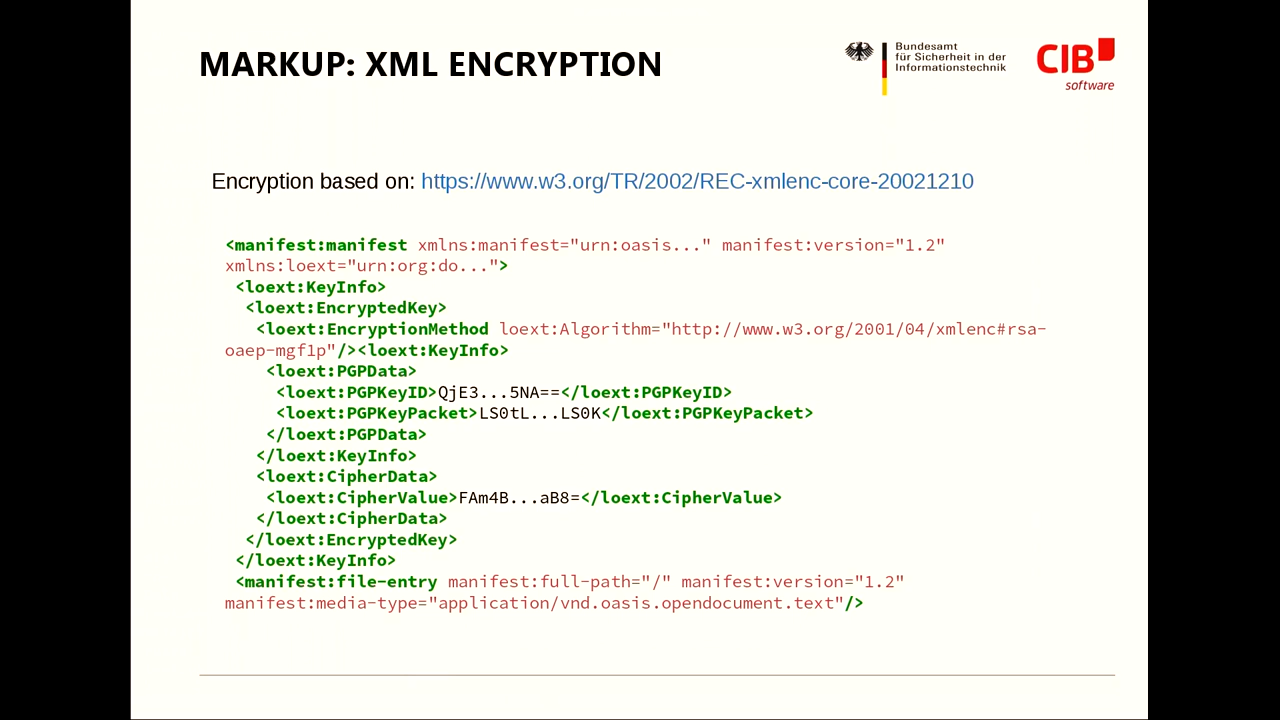 MARKUP: XML ENCRYPTION
Bundesamt
für Sicherheit in der
Informationstechnik
CIB
software
Encryption based on: https://www.w3.org/TR/2002/REC-xmlenc-core-20021210
<manifest:manifest xmlns:manifest="urn:oasis..." manifest:version="1.2"
xmlns:loext="urn:org:do...">
<loext:KeyInfo>
<loext:EncryptedKey>
<loext:EncryptionMethod loext:Algorithm="http://www.w3.org/2001/04/xmlenc#rsa-
oaep-mgf1p"/><loext:KeyInfo>
<loext:PGPData>
<loext:PGPKeyID>QjE3...5NA==</loext:PGPKeyID>
<loext:PGPKeyPacket>LS0tL...LS0K</loext:PGPKeyPacket>
</loext:PGPData>
</loext:KeyInfo>
<loext:CipherData>
<loext:CipherValue>FAm4B...aB8=</loext:CipherValue>
</loext:CipherData>
</loext:EncryptedKey>
</loext:KeyInfo>
<manifest:file-entry manifest:full-path="/" manifest:version="1.2"
manifest:media-type="application/vnd.oasis.opendocument.text"/>